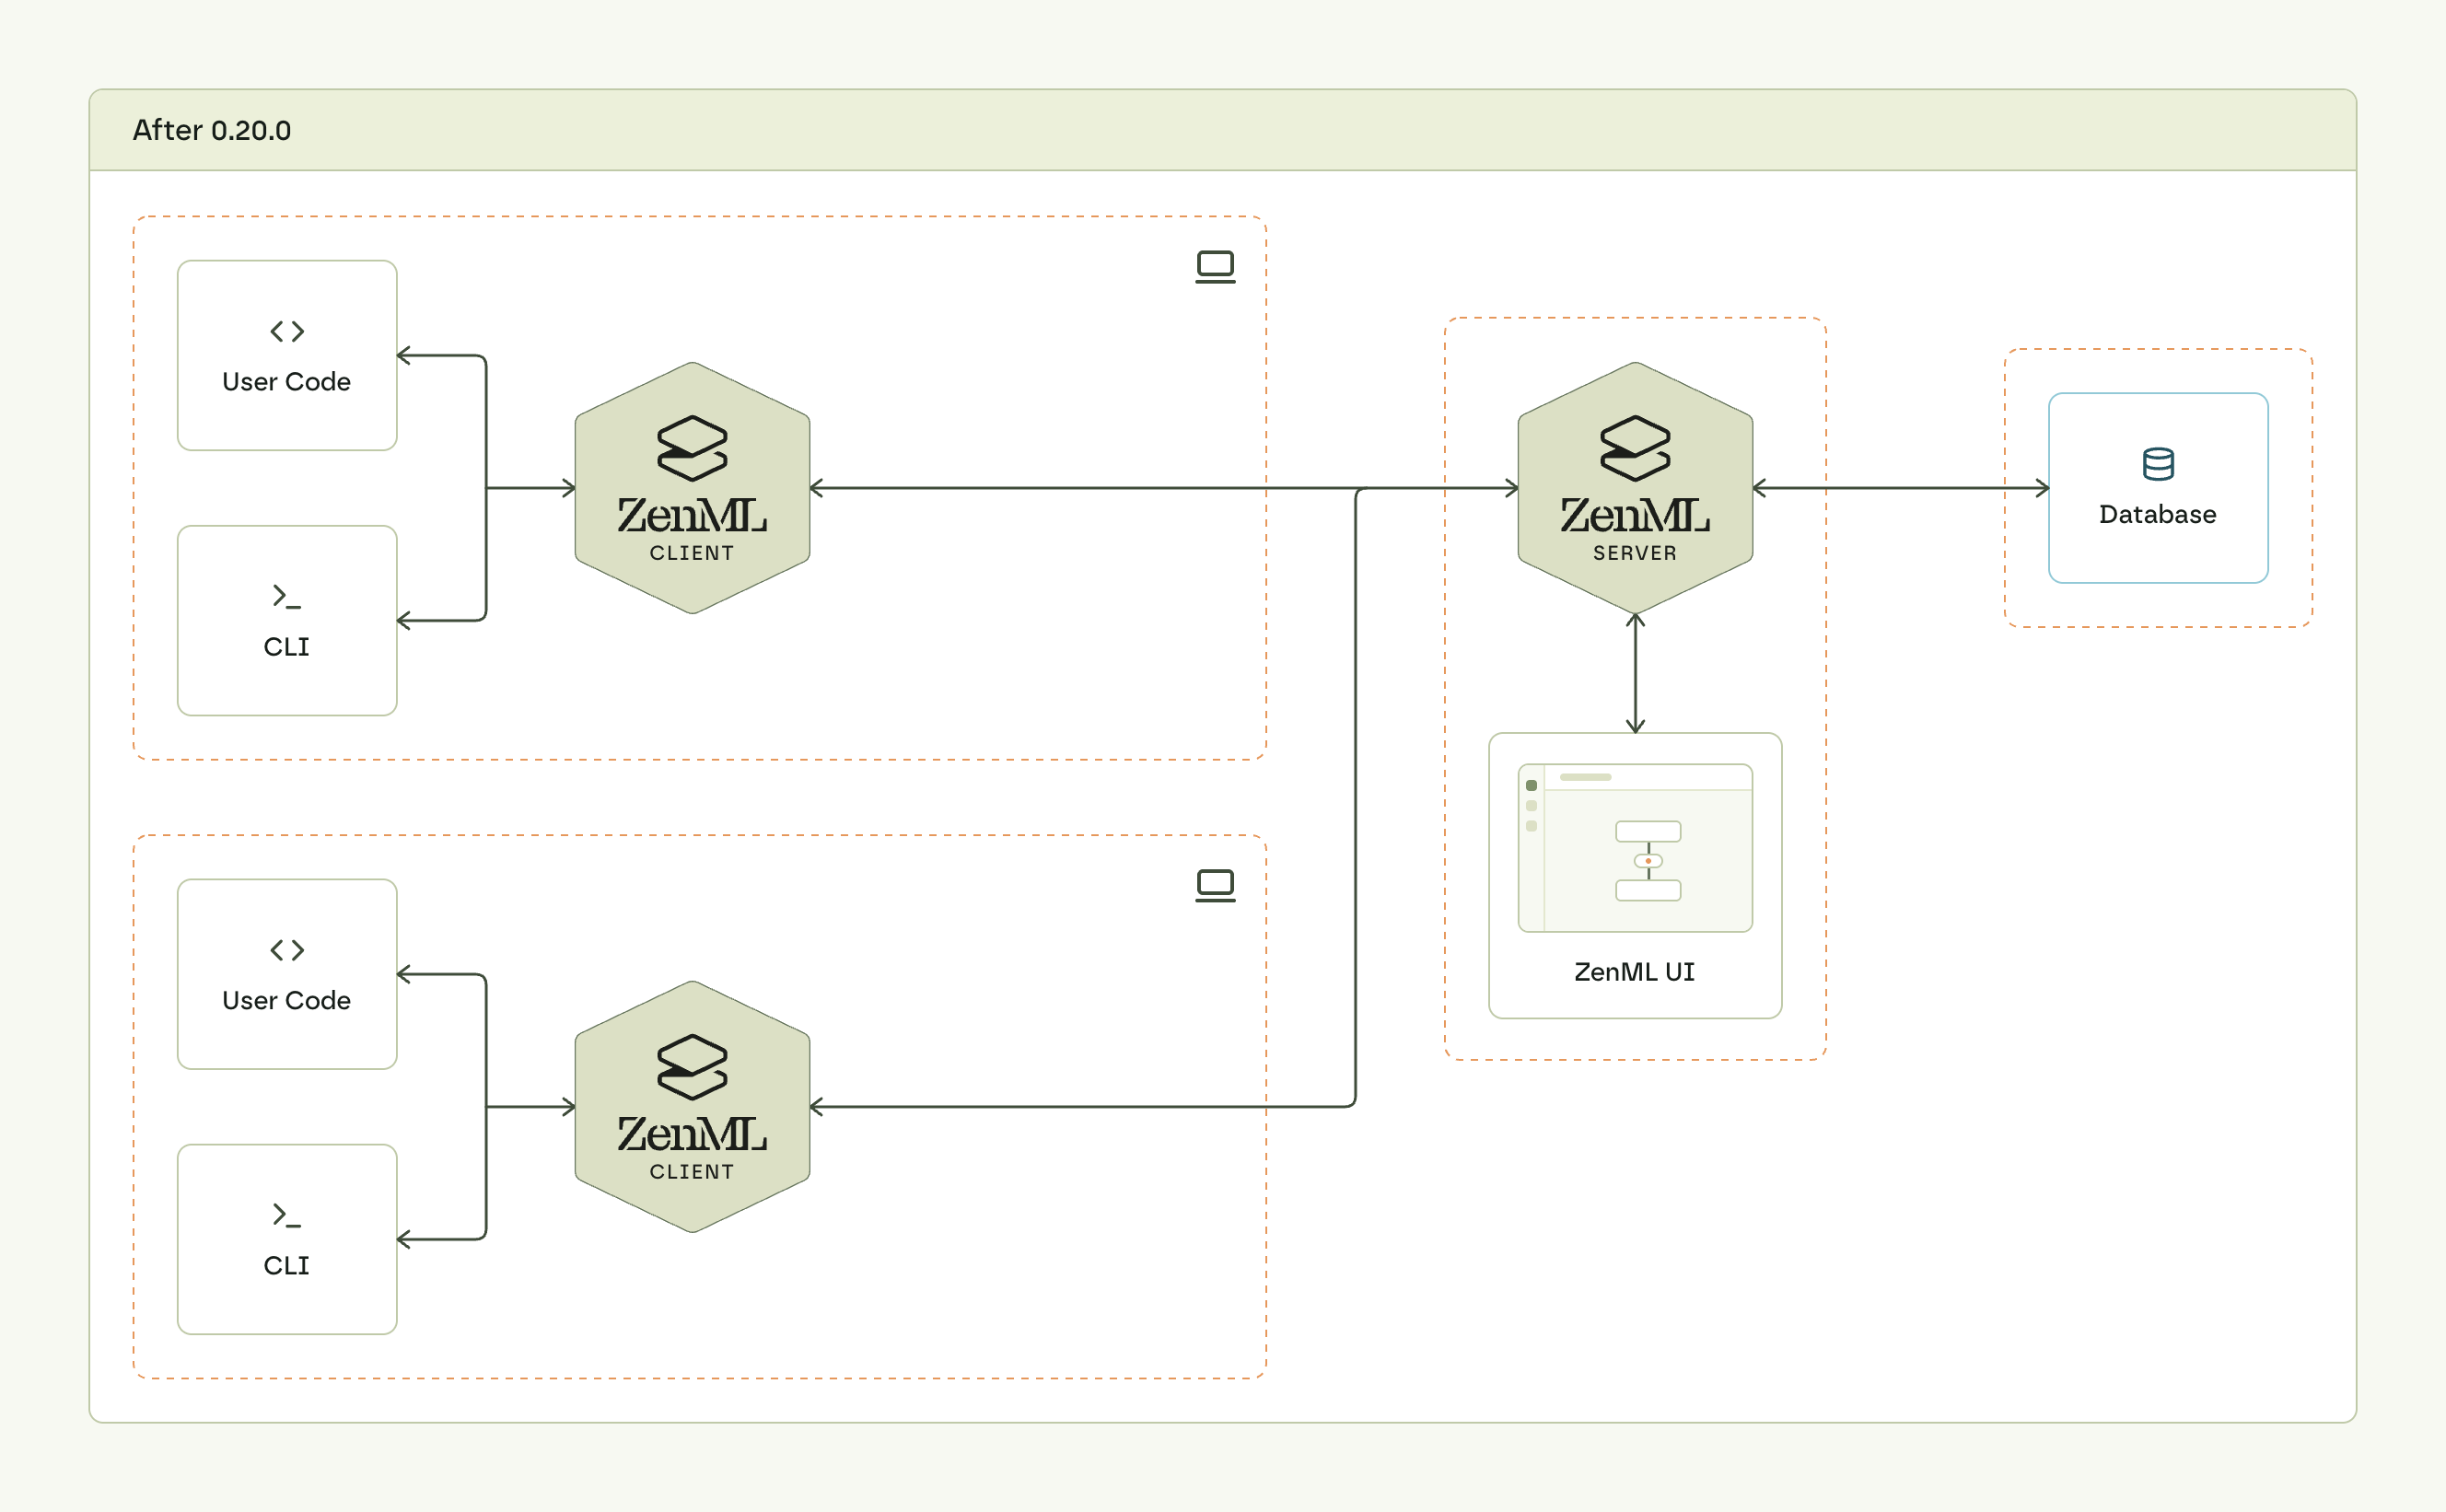 After 0.20.0
User Code
CLI
ZenML
CLIENT
ZenML
SERVER
Database
ZenML UI
User Code
CLI
ZenML
CLIENT